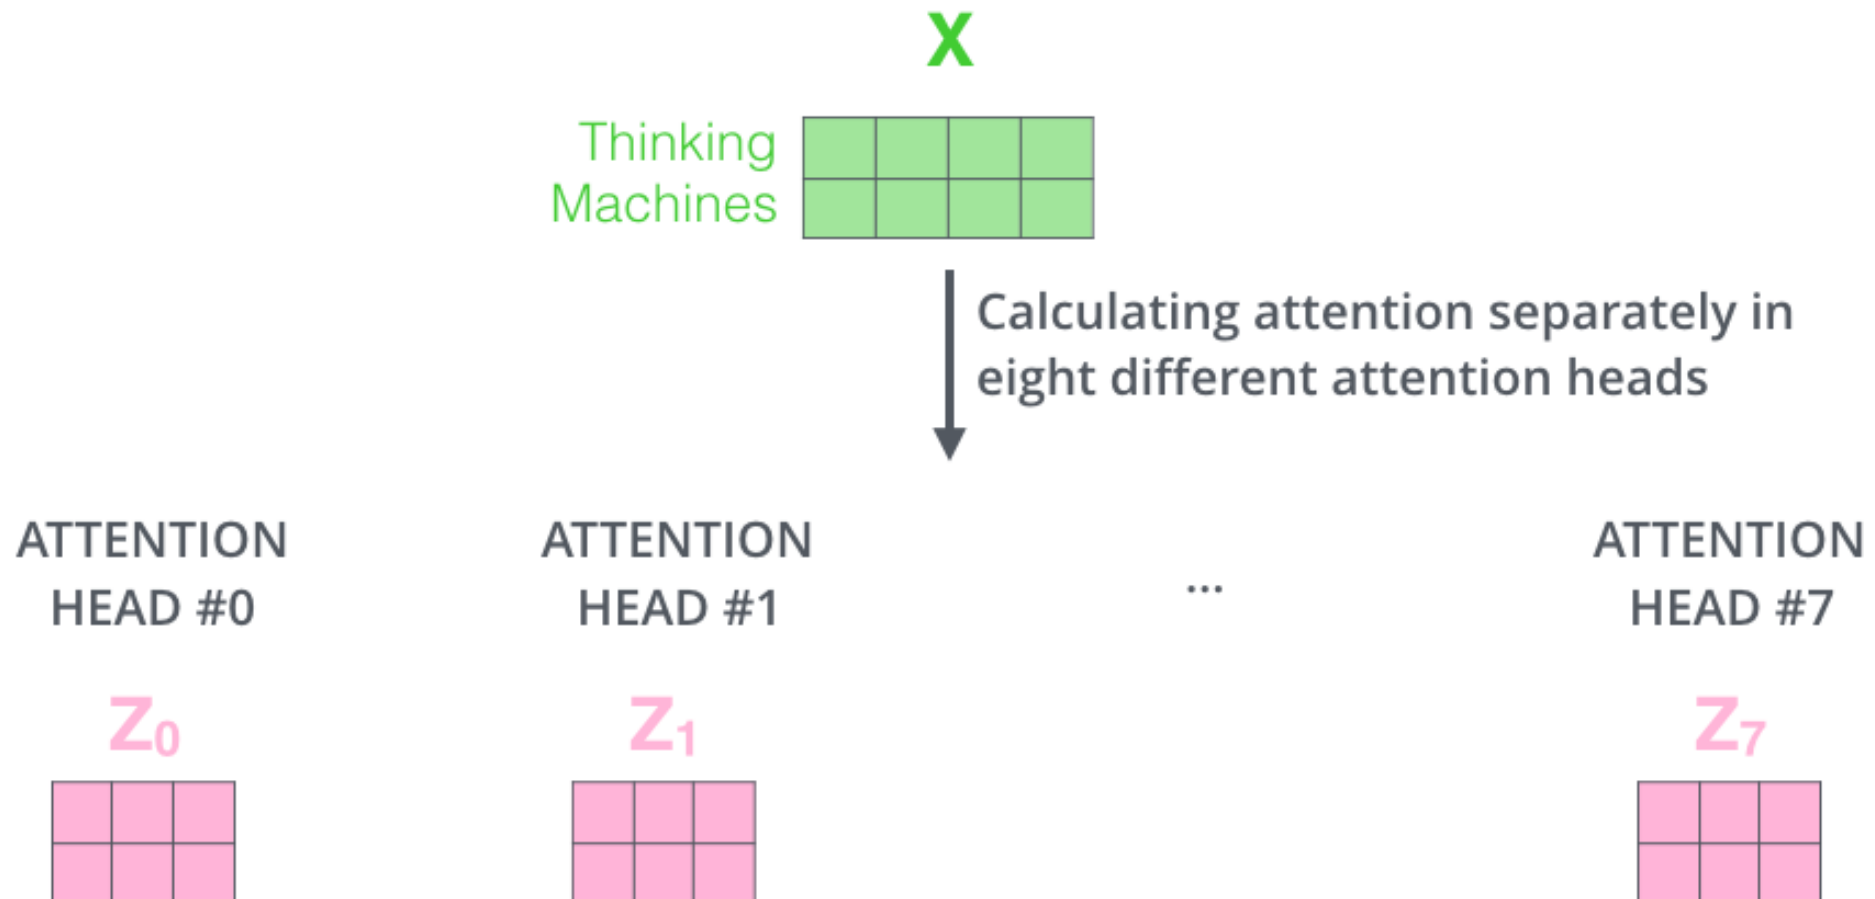 X
Thinking
Machines
Calculating attention separately in
eight different attention heads
ATTENTION
HEAD #0
ATTENTION
HEAD #1
...
ATTENTION
HEAD #7
Z0
Z1
Z7